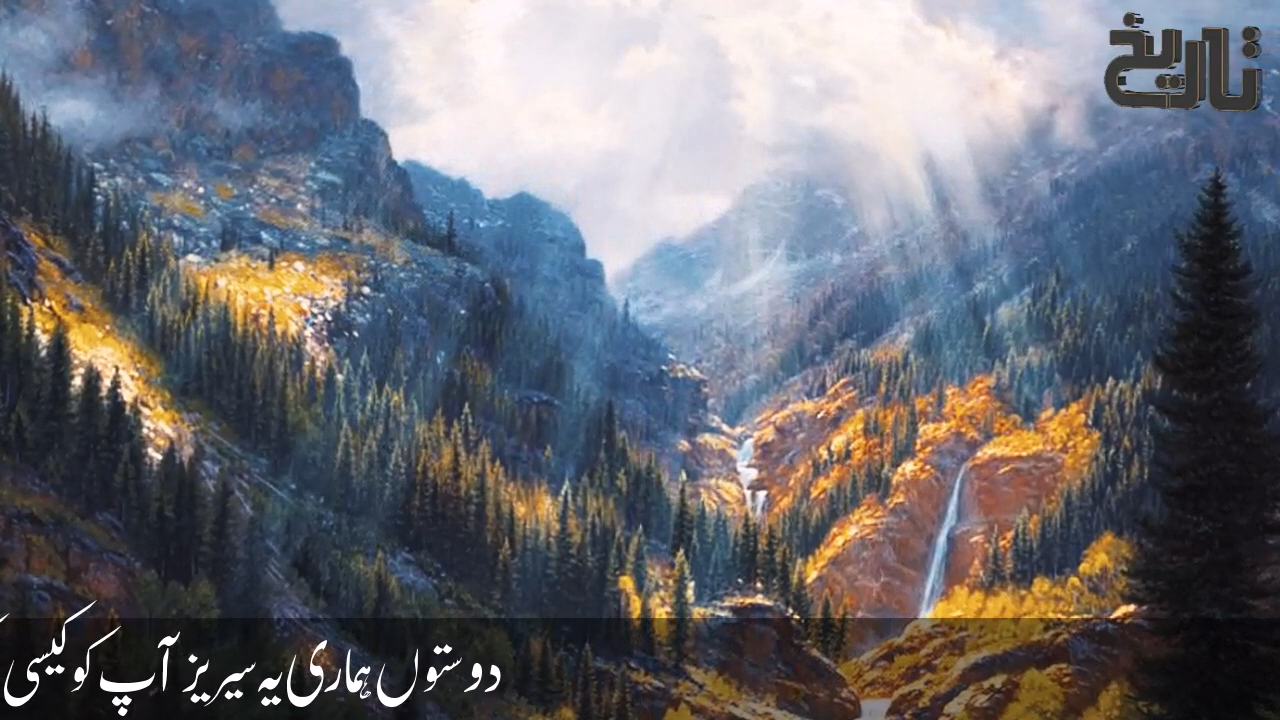 تاریخ
دوستوں ہماری یہ سیریز آپ کو کیسی